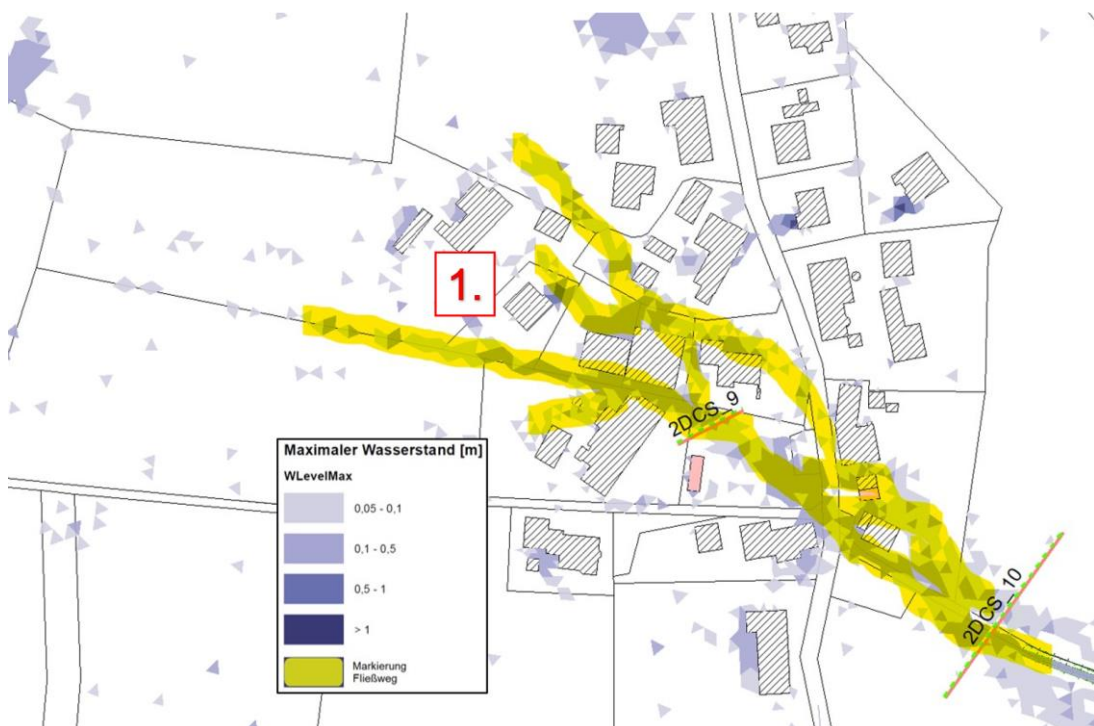 1.
2DCS_9
Maximaler Wasserstand [m]
WLevelMax
0,05 - 0,1
0,1 - 0,5
0,5 - 1
> 1
Markierung
Fließweg
2DCS_10